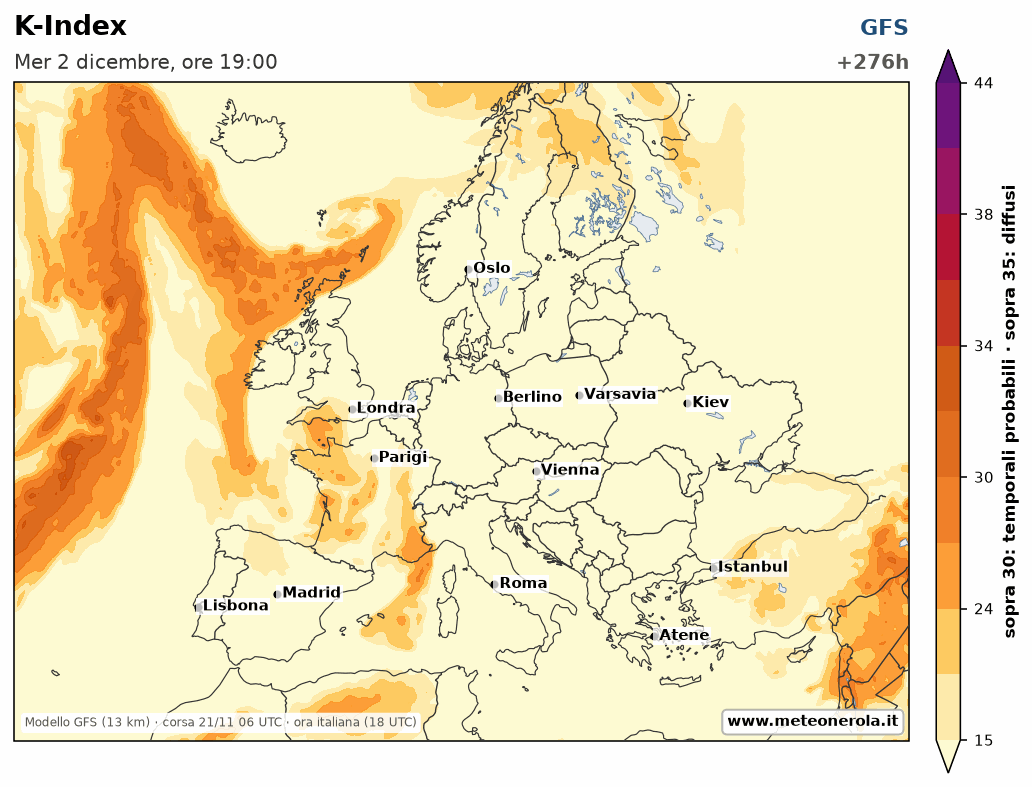 K-Index
GFS
Mer 2 dicembre, ore 19:00
+276h
44
38
34
30
24
15
sopra 30: temporali probabili · sopra 35: diffusi
Oslo
Berlino
Varsavia
Kiev
Londra
Parigi
Vienna
Istanbul
Roma
Madrid
Lisbona
Atene
Modello GFS (13 km) · corsa 21/11 06 UTC · ora italiana (18 UTC)
www.meteonerola.it